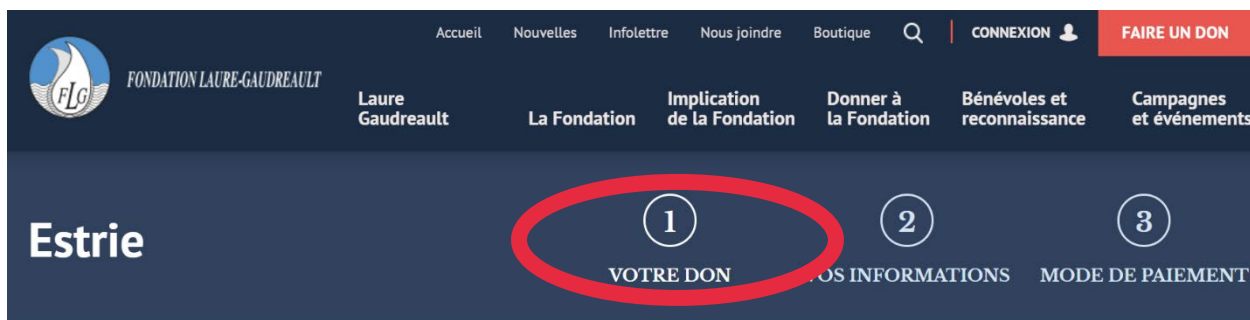 Accueil Nouvelles Infolettre Nous joindre Boutique CONNEXION FAIRE UN DON
FLG
FONDATION LAURE-GAUDREAULT
Laure
Gaudreault
La Fondation
Implication
de la Fondation
Donner à
la Fondation
Bénévoles et
reconnaissance
Campagnes
et événements
Estrie
1
VOTRE DON
2
VOS INFORMATIONS
3
MODE DE PAIEMENT